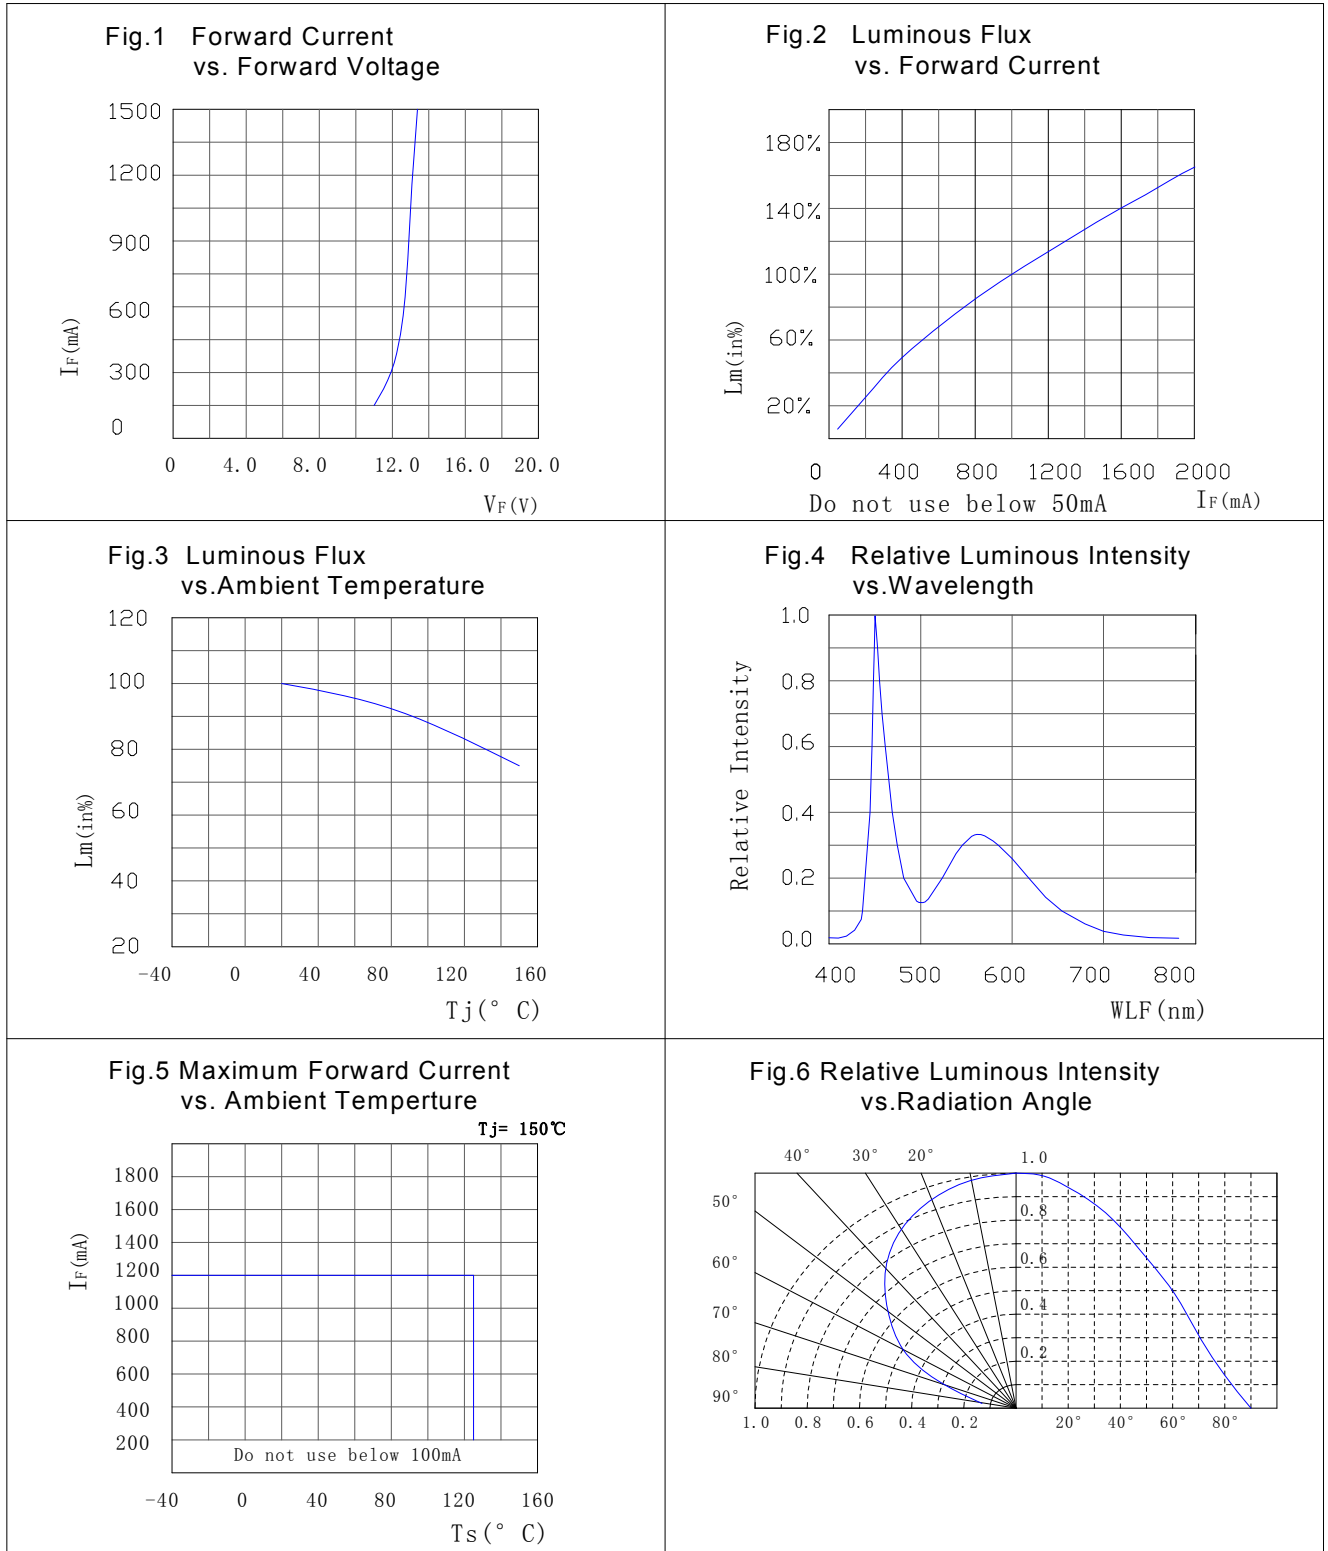 Fig.1 Forward Current
vs. Forward Voltage
1500
1200
900
600
300
0
IF(mA)
0 4.0 8.0 12.0 16.0 20.0
VF(V)
Fig.2 Luminous Flux
vs. Forward Current
180%
140%
100%
60%
20%
Lm(in%)
0 400 800 1200 1600 2000
Do not use below 50mA
IF(mA)
Fig.3 Luminous Flux
vs.Ambient Temperature
120
100
80
60
40
20
Lm(in%)
-40 0 40 80 120 160
Tj(° C)
Fig.4 Relative Luminous Intensity
vs.Wavelength
1.0
0.8
0.6
0.4
0.2
0.0
Relative Intensity
400 500 600 700 800
WLF(nm)
Fig.5 Maximum Forward Current
vs. Ambient Temperture
Tj= 150℃
1800
1600
1400
1200
1000
800
600
400
200
IF(mA)
Do not use below 100mA
-40 0 40 80 120 160
Ts(° C)
Fig.6 Relative Luminous Intensity
vs.Radiation Angle
40° 30° 20° 1.0
50°
60°
70°
80°
90°
0.8
0.6
0.4
0.2
1.0 0.8 0.6 0.4 0.2 20° 40° 60° 80°